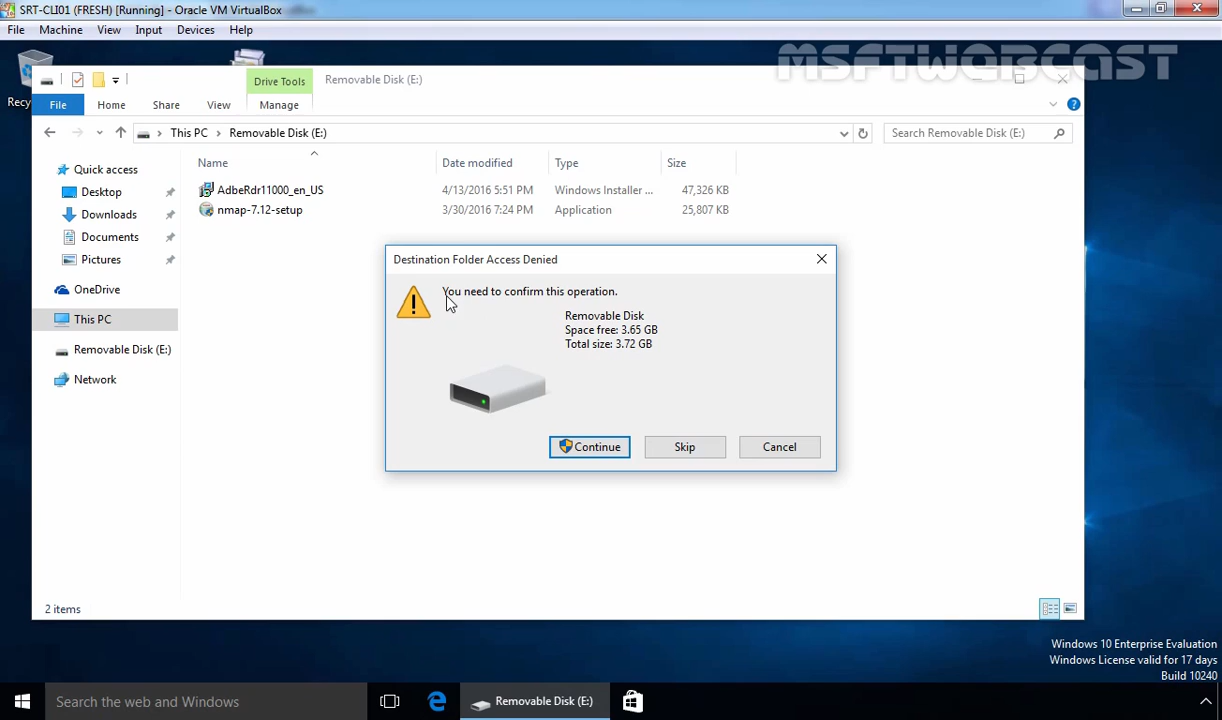 SRT-CLI01 (FRESH) [Running] - Oracle VM VirtualBox
File Machine View Input Devices Help
MSFTWEBCAST
Drive Tools Removable Disk (E:)
File Home Share View Manage
This PC > Removable Disk (E:) Search Removable Disk (E:)
Name Date modified Type Size
Quick access
Desktop
Downloads
Documents
Pictures
OneDrive
This PC
Removable Disk (E:)
Network
AdbeRdr11000_en_US 4/13/2016 5:51 PM Windows Installer ... 47,326 KB
nmap-7.12-setup 3/30/2016 7:24 PM Application 25,807 KB
Destination Folder Access Denied
You need to confirm this operation.
Removable Disk
Space free: 3.65 GB
Total size: 3.72 GB
Continue Skip Cancel
2 items
Windows 10 Enterprise Evaluation
Windows License valid for 17 days
Build 10240
Search the web and Windows
Removable Disk (E:)